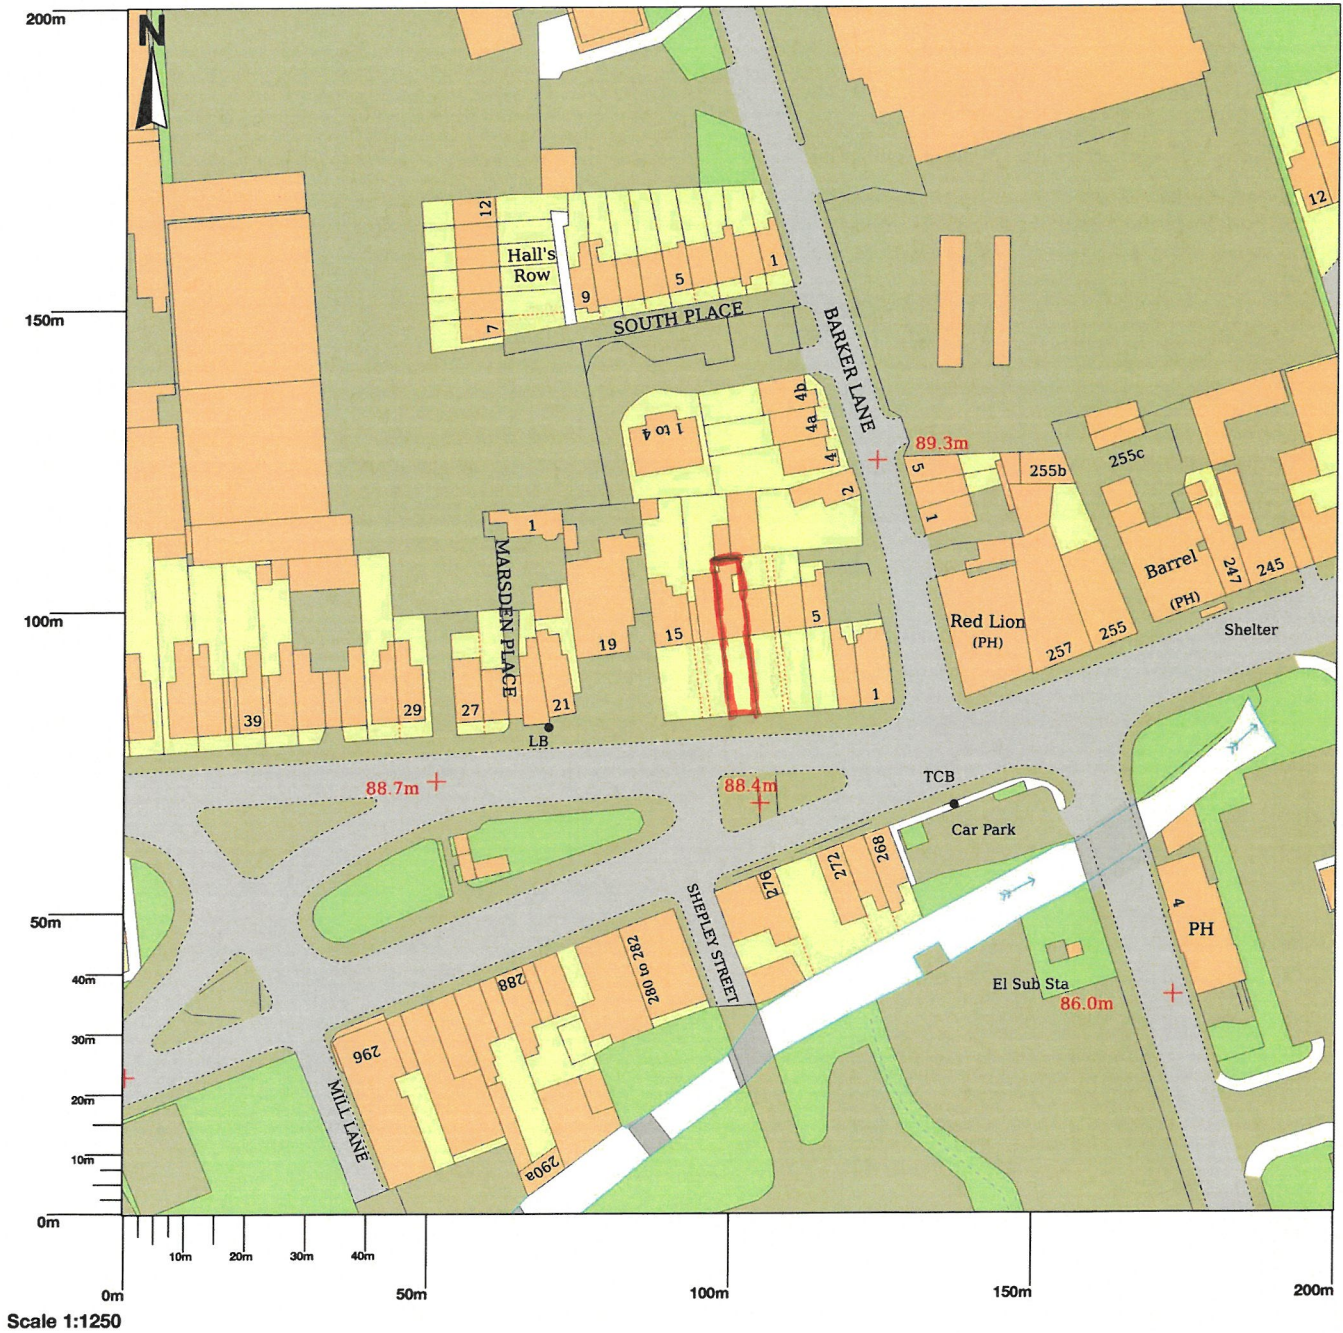 200m
N
12
12
Hall's
Row
5
1
9
7
SOUTH PLACE
150m
BARKER LANE
4b
4a
4
1 to 4
2
89.3m
5
1
255b
255c
1
MARSDEN PLACE
Barrel
(PH)
247
245
100m
15
5
19
Red Lion
(PH)
257
255
Shelter
39
29
27
21
1
LB
88.7m
88.4m
TCB
Car Park
268
272
276
SHEPLEY STREET
50m
4
PH
280 to 282
288
El Sub Sta
86.0m
40m
30m
296
20m
MILL LANE
10m
290a
0m
10m
20m
30m
40m
0m
50m
100m
150m
200m
Scale 1:1250